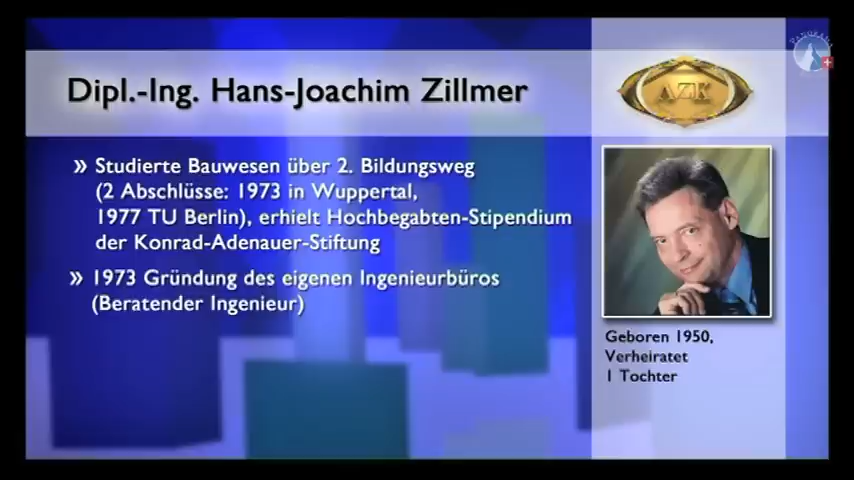 Dipl.-Ing. Hans-Joachim Zillmer
AZK
PANORAMA
» Studierte Bauwesen über 2. Bildungsweg
(2 Abschlüsse: 1973 in Wuppertal,
1977 TU Berlin), erhielt Hochbegabten-Stipendium
der Konrad-Adenauer-Stiftung
» 1973 Gründung des eigenen Ingenieurbüros
(Beratender Ingenieur)
Geboren 1950,
Verheiratet
1 Tochter